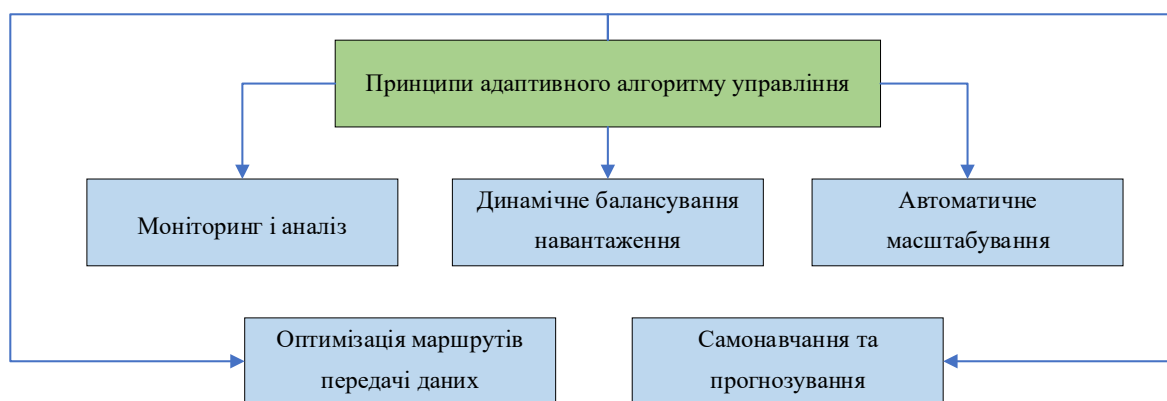 Принципи адаптивного алгоритму управління
Моніторинг і аналіз
Динамічне балансування
навантаження
Автоматичне
масштабування
Оптимізація маршрутів
передачі даних
Самонавчання та
прогнозування